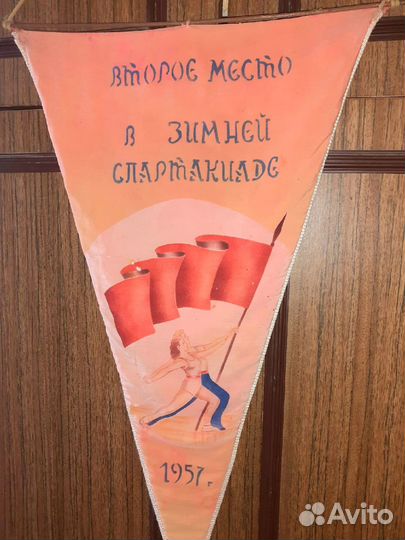 ВТОРОЕ МЕСТО
В ЗИМНЕЙ
СПАРТАКИАДЕ
1957 г.
Avito